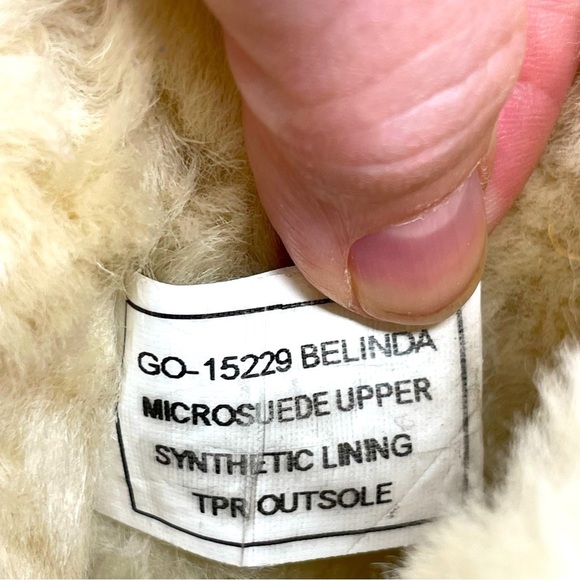 GO-15229 BELINDA
MICROSUEDE UPPER
SYNTHETIC LINING
TPR OUTSOLE